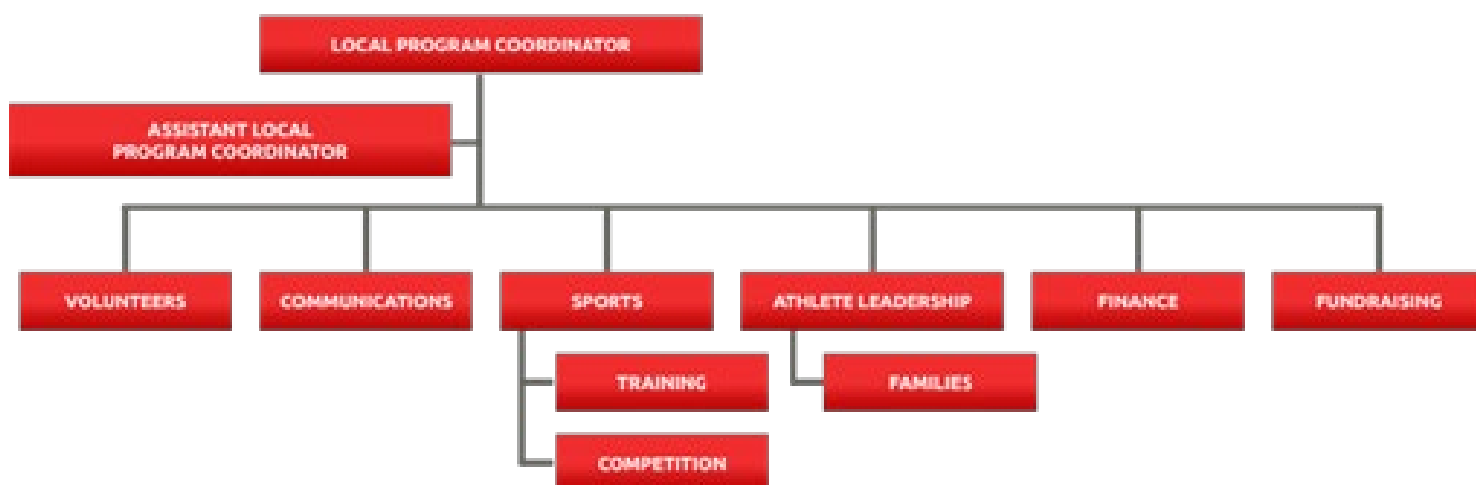 LOCAL PROGRAM COORDINATOR
ASSISTANT LOCAL
PROGRAM COORDINATOR
VOLUNTEERS
COMMUNICATIONS
SPORTS
ATHLETE LEADERSHIP
FINANCE
FUNDRAISING
TRAINING
FAMILIES
COMPETITION